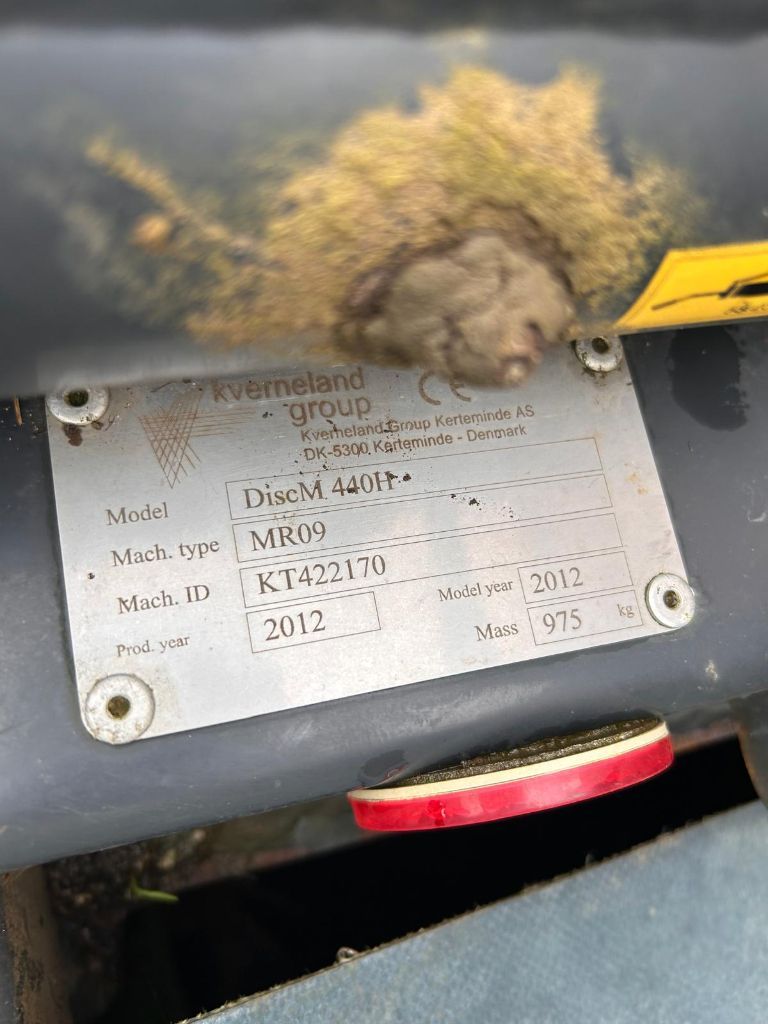 kverneland
group
CE
Kverneland Group Kerteminde AS
DK-5300 Kerteminde - Denmark
Model DiscM 440H
Mach. type MR09
Mach. ID KT422170
Prod. year 2012 Model year 2012
Mass 975 kg